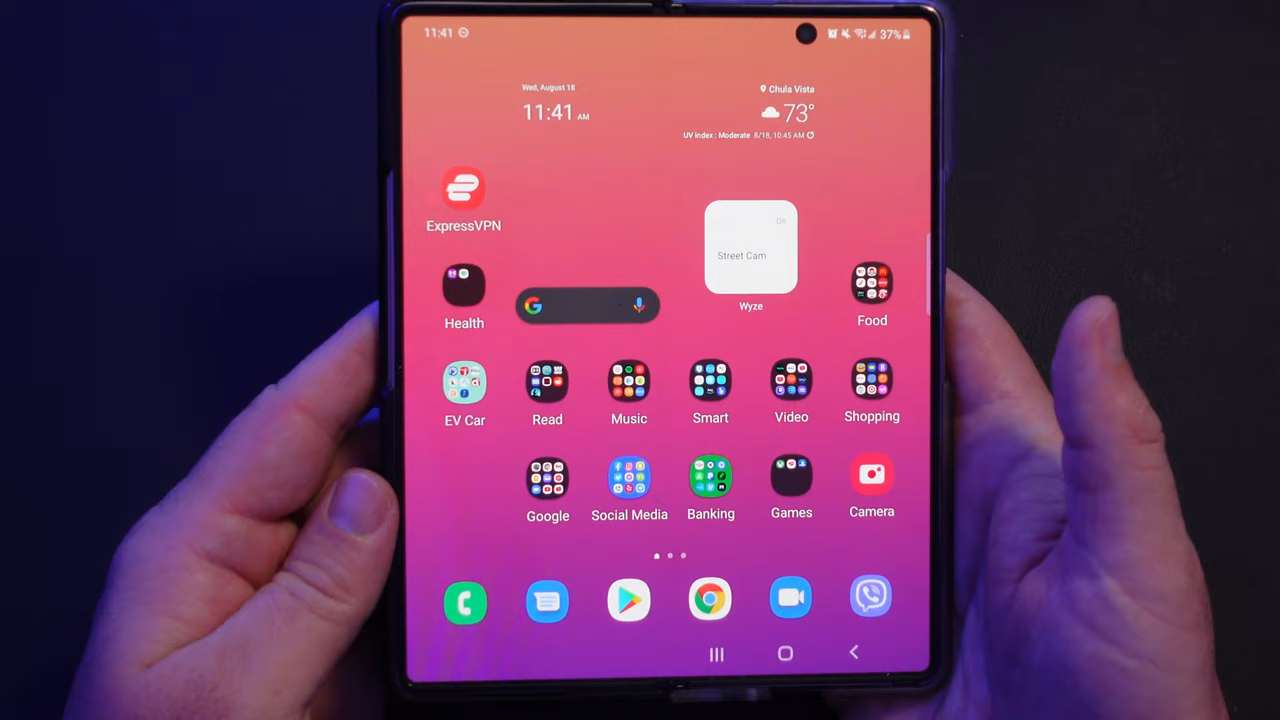 11:41
37%
Wed, August 18
11:41 AM
Chula Vista
73°
UV index : Moderate 8/18, 10:45 AM
ExpressVPN
On
Street Cam
Wyze
Health
Food
EV Car
Read
Music
Smart
Video
Shopping
Google
Social Media
Banking
Games
Camera